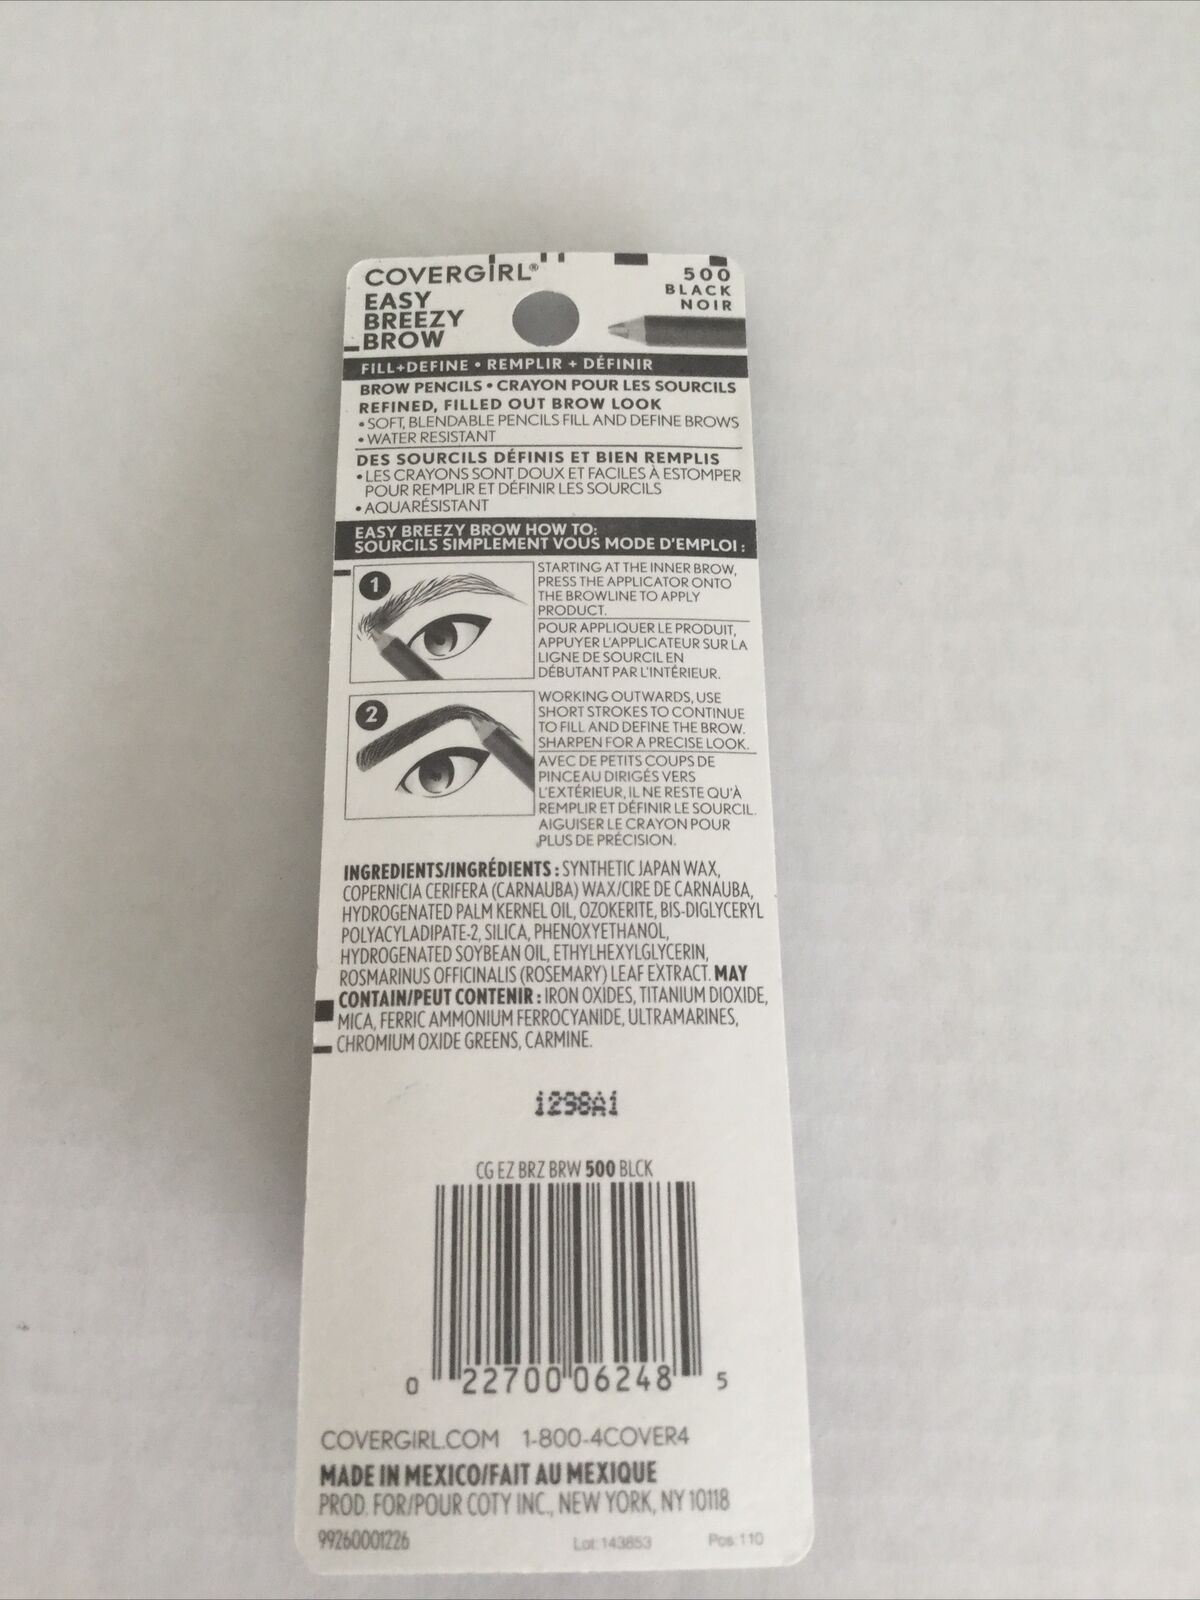 COVERGIRL®
EASY
BREEZY
BROW
500
BLACK
NOIR
FILL+DEFINE • REMPLIR + DÉFINIR
BROW PENCILS • CRAYON POUR LES SOURCILS
REFINED, FILLED OUT BROW LOOK
• SOFT, BLENDABLE PENCILS FILL AND DEFINE BROWS
• WATER RESISTANT
DES SOURCILS DÉFINIS ET BIEN REMPLIS
• LES CRAYONS SONT DOUX ET FACILES À ESTOMPER
POUR REMPLIR ET DÉFINIR LES SOURCILS
• AQUARÉSISTANT
EASY BREEZY BROW HOW TO:
SOURCILS SIMPLEMENT VOUS MODE D'EMPLOI :
1
STARTING AT THE INNER BROW,
PRESS THE APPLICATOR ONTO
THE BROWLINE TO APPLY
PRODUCT.
POUR APPLIQUER LE PRODUIT,
APPUYER L'APPLICATEUR SUR LA
LIGNE DE SOURCIL EN
DÉBUTANT PAR L'INTÉRIEUR.
2
WORKING OUTWARDS, USE
SHORT STROKES TO CONTINUE
TO FILL AND DEFINE THE BROW.
SHARPEN FOR A PRECISE LOOK.
AVEC DE PETITS COUPS DE
PINCEAU DIRIGÉS VERS
L'EXTÉRIEUR, IL NE RESTE QU'À
REMPLIR ET DÉFINIR LE SOURCIL.
AIGUISER LE CRAYON POUR
PLUS DE PRÉCISION.
INGREDIENTS/INGRÉDIENTS : SYNTHETIC JAPAN WAX,
COPERNICIA CERIFERA (CARNAUBA) WAX/CIRE DE CARNAUBA,
HYDROGENATED PALM KERNEL OIL, OZOKERITE, BIS-DIGLYCERYL
POLYACYLADIPATE-2, SILICA, PHENOXYETHANOL,
HYDROGENATED SOYBEAN OIL, ETHYLHEXYLGLYCERIN,
ROSMARINUS OFFICINALIS (ROSEMARY) LEAF EXTRACT. MAY
CONTAIN/PEUT CONTENIR : IRON OXIDES, TITANIUM DIOXIDE,
MICA, FERRIC AMMONIUM FERROCYANIDE, ULTRAMARINES,
CHROMIUM OXIDE GREENS, CARMINE.
1298A1
CG EZ BRZ BRW 500 BLCK
0 22700 06248 5
COVERGIRL.COM 1-800-4COVER4
MADE IN MEXICO/FAIT AU MEXIQUE
PROD. FOR/POUR COTY INC., NEW YORK, NY 10118
99260001226 Lot:143853 Pos:110